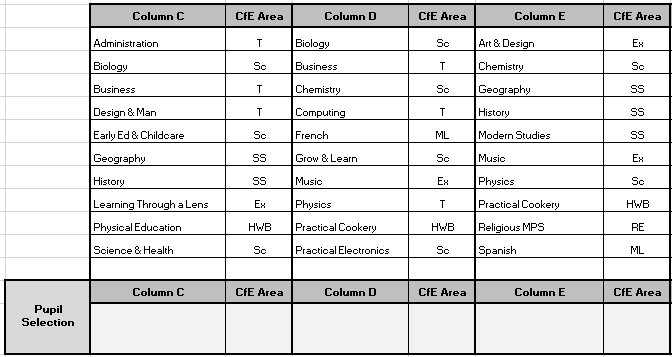 Column C CfE Area Column D CfE Area Column E CfE Area
Administration T Biology Sc Art & Design Ex
Biology Sc Business T Chemistry Sc
Business T Chemistry Sc Geography SS
Design & Man T Computing T History SS
Early Ed & Childcare Sc French ML Modern Studies SS
Geography SS Grow & Learn Sc Music Ex
History SS Music Ex Physics Sc
Learning Through a Lens Ex Physics T Practical Cookery HWB
Physical Education HWB Practical Cookery HWB Religious MPS RE
Science & Health Sc Practical Electronics Sc Spanish ML
Column C CfE Area Column D CfE Area Column E CfE Area
Pupil
Selection